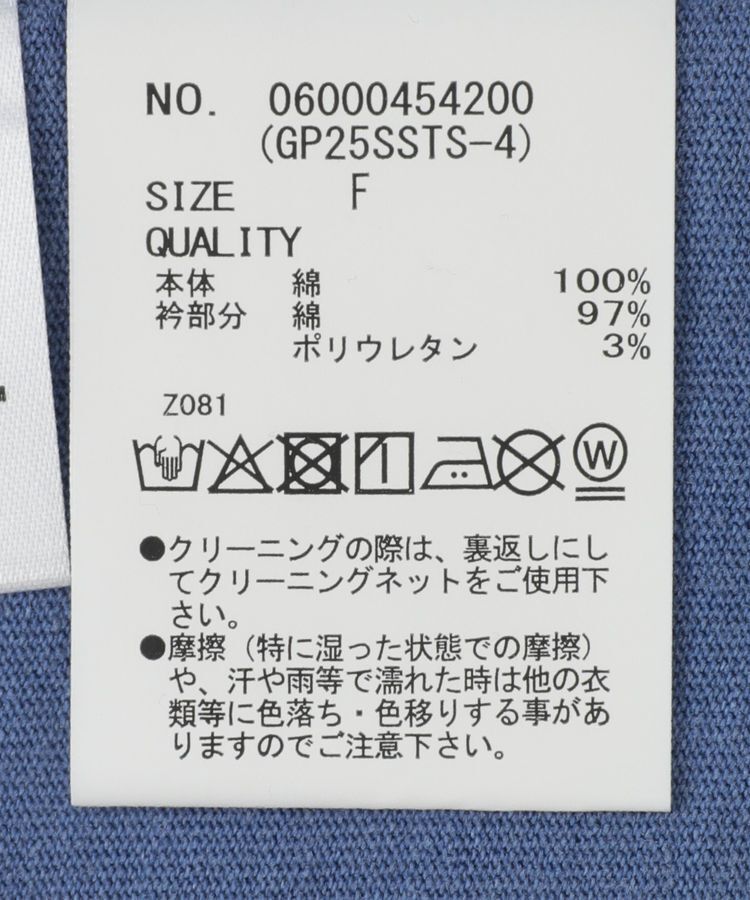 NO. 06000454200
(GP25SSTS-4)
SIZE F
QUALITY
本体 綿 100%
衿部分 綿 97%
ポリウレタン 3%
Z081
W
●クリーニングの際は、裏返しにし
てクリーニングネットをご使用下
さい。
●摩擦（特に湿った状態での摩擦）
や、汗や雨等で濡れた時は他の衣
類等に色落ち・色移りする事があ
りますのでご注意下さい。